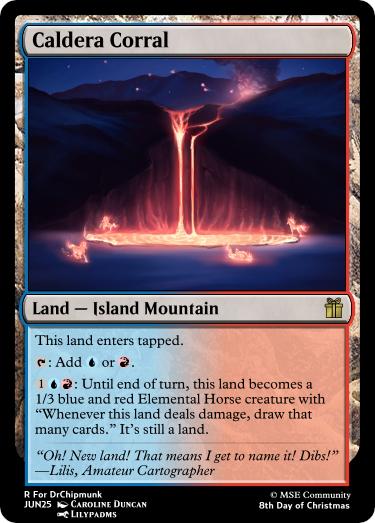 Caldera Corral
Land — Island Mountain
This land enters tapped.
: Add or .
1 : Until end of turn, this land becomes a
1/3 blue and red Elemental Horse creature with
“Whenever this land deals damage, draw that
many cards.” It’s still a land.
“Oh! New land! That means I get to name it! Dibs!”
—Lilis, Amateur Cartographer
R For DrChipmunk
© MSE Community
JUN25 Caroline Duncan
8th Day of Christmas
Lilypadms